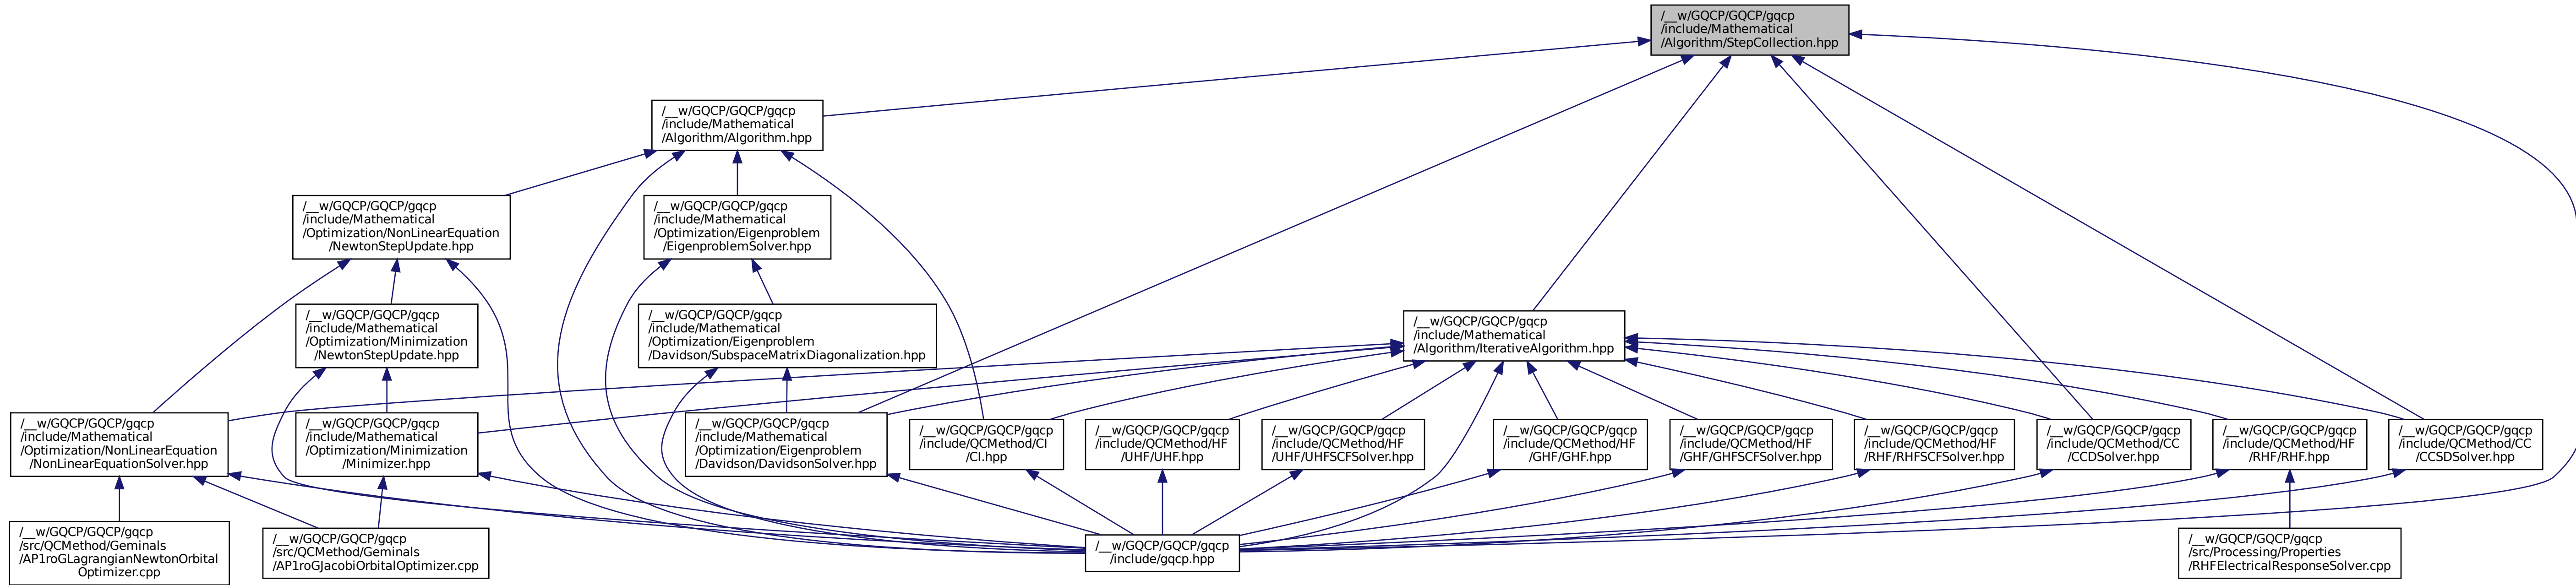 /__w/GQCP/GQCP/gqcp
/include/Mathematical
/Algorithm/StepCollection.hpp
/__w/GQCP/GQCP/gqcp
/include/Mathematical
/Algorithm/Algorithm.hpp
/__w/GQCP/GQCP/gqcp
/include/Mathematical
/Optimization/NonLinearEquation
/NewtonStepUpdate.hpp
/__w/GQCP/GQCP/gqcp
/include/Mathematical
/Optimization/Eigenproblem
/EigenproblemSolver.hpp
/__w/GQCP/GQCP/gqcp
/include/Mathematical
/Optimization/Minimization
/NewtonStepUpdate.hpp
/__w/GQCP/GQCP/gqcp
/include/Mathematical
/Optimization/Eigenproblem
/Davidson/SubspaceMatrixDiagonalization.hpp
/__w/GQCP/GQCP/gqcp
/include/Mathematical
/Algorithm/IterativeAlgorithm.hpp
/__w/GQCP/GQCP/gqcp
/include/Mathematical
/Optimization/NonLinearEquation
/NonLinearEquationSolver.hpp
/__w/GQCP/GQCP/gqcp
/include/Mathematical
/Optimization/Minimization
/Minimizer.hpp
/__w/GQCP/GQCP/gqcp
/include/Mathematical
/Optimization/Eigenproblem
/Davidson/DavidsonSolver.hpp
/__w/GQCP/GQCP/gqcp
/include/QCMethod/CI
/CI.hpp
/__w/GQCP/GQCP/gqcp
/include/QCMethod/HF
/UHF/UHF.hpp
/__w/GQCP/GQCP/gqcp
/include/QCMethod/HF
/UHF/UHFSCFSolver.hpp
/__w/GQCP/GQCP/gqcp
/include/QCMethod/HF
/GHF/GHF.hpp
/__w/GQCP/GQCP/gqcp
/include/QCMethod/HF
/GHF/GHFSCFSolver.hpp
/__w/GQCP/GQCP/gqcp
/include/QCMethod/HF
/RHF/RHFSCFSolver.hpp
/__w/GQCP/GQCP/gqcp
/include/QCMethod/CC
/CCDSolver.hpp
/__w/GQCP/GQCP/gqcp
/include/QCMethod/HF
/RHF/RHF.hpp
/__w/GQCP/GQCP/gqcp
/include/QCMethod/CC
/CCSDSolver.hpp
/__w/GQCP/GQCP/gqcp
/src/QCMethod/Geminals
/AP1roGLagrangianNewtonOrbital
Optimizer.cpp
/__w/GQCP/GQCP/gqcp
/src/QCMethod/Geminals
/AP1roGJacobiOrbitalOptimizer.cpp
/__w/GQCP/GQCP/gqcp
/include/gqcp.hpp
/__w/GQCP/GQCP/gqcp
/src/Processing/Properties
/RHFElectricalResponseSolver.cpp